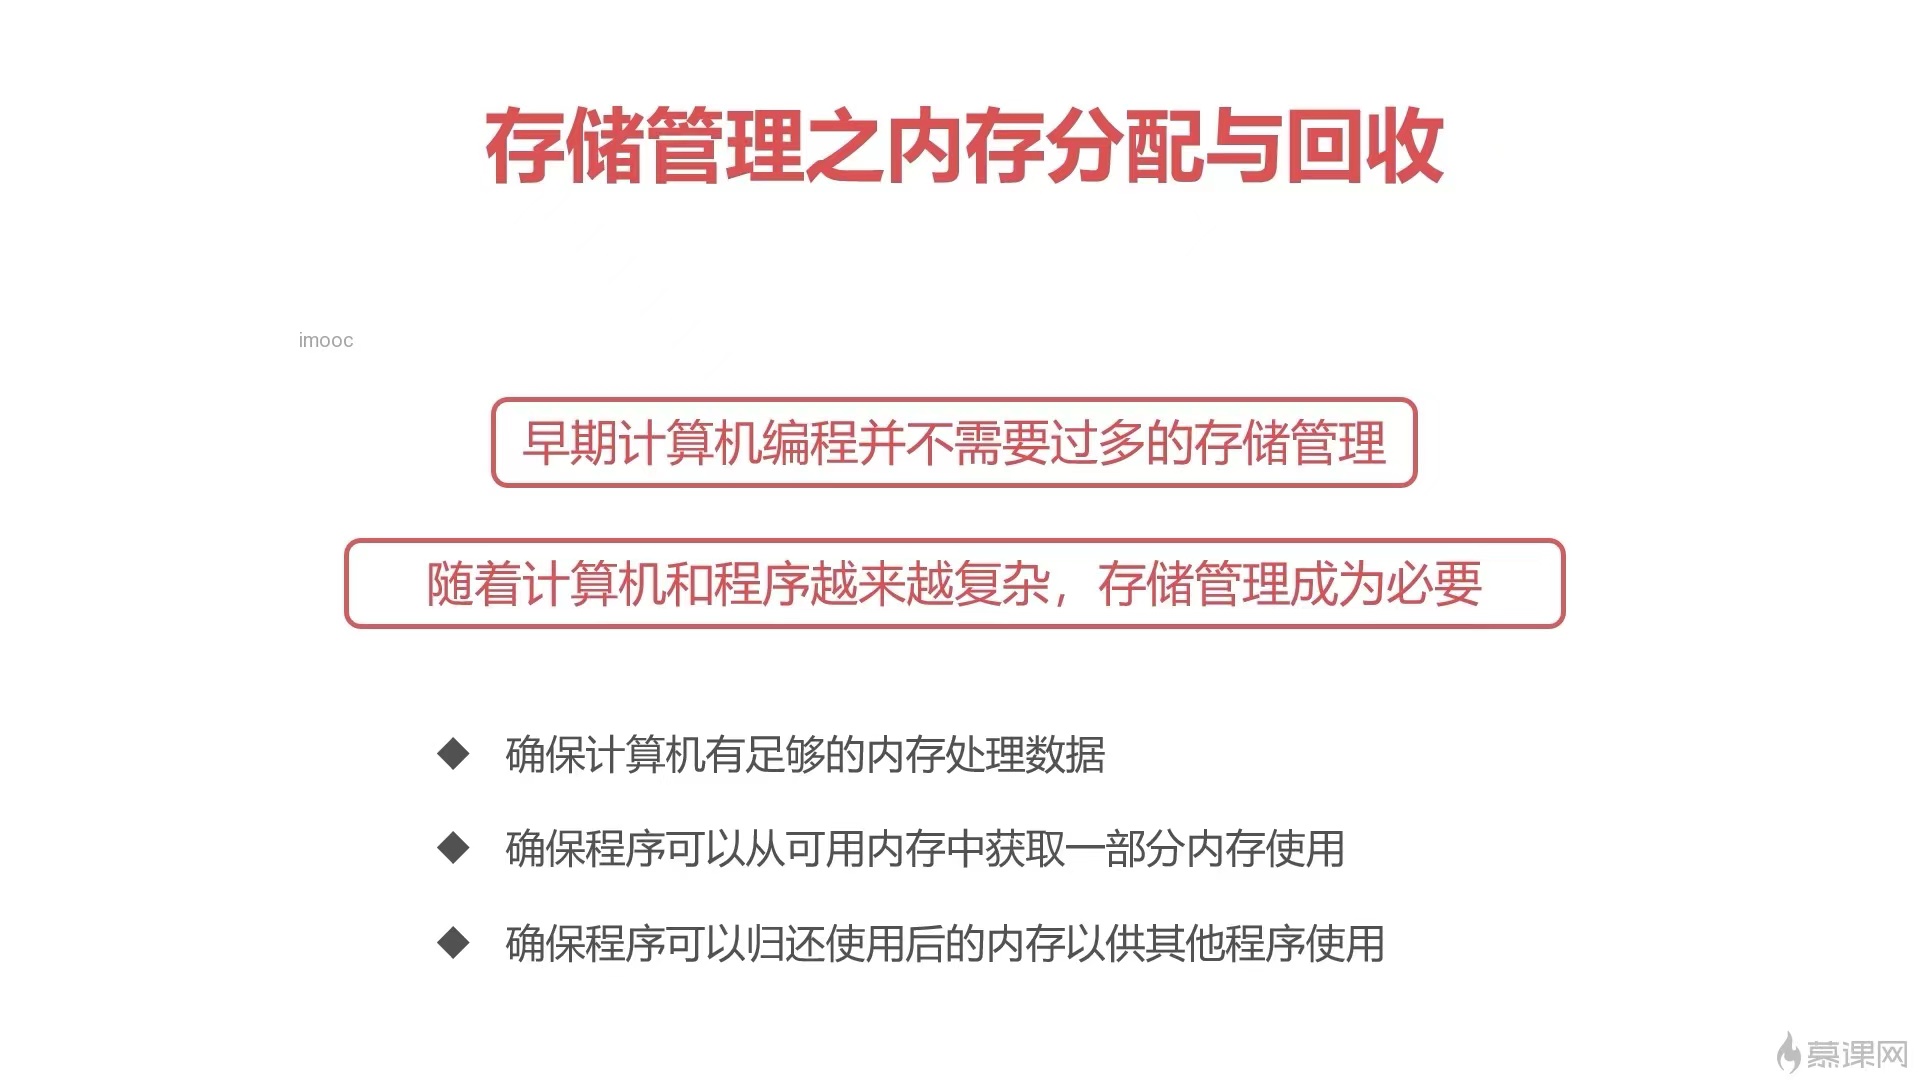 存储管理之内存分配与回收
imooc
早期计算机编程并不需要过多的存储管理
随着计算机和程序越来越复杂，存储管理成为必要
◆ 确保计算机有足够的内存处理数据
◆ 确保程序可以从可用内存中获取一部分内存使用
◆ 确保程序可以归还使用后的内存以供其他程序使用
慕课网